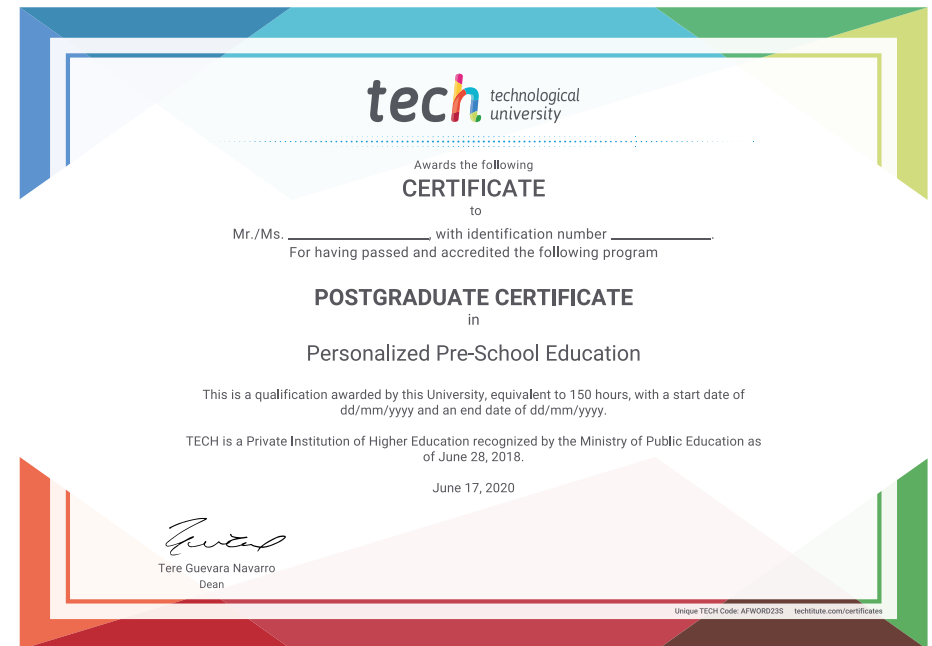 tech technological
university
Awards the following
CERTIFICATE
to
Mr./Ms. ____________________, with identification number ______________.
For having passed and accredited the following program
POSTGRADUATE CERTIFICATE
in
Personalized Pre-School Education
This is a qualification awarded by this University, equivalent to 150 hours, with a start date of
dd/mm/yyyy and an end date of dd/mm/yyyy.
TECH is a Private Institution of Higher Education recognized by the Ministry of Public Education as
of June 28, 2018.
June 17, 2020
Tere Guevara Navarro
Dean
Unique TECH Code: AFWORD23S techtitute.com/certificates